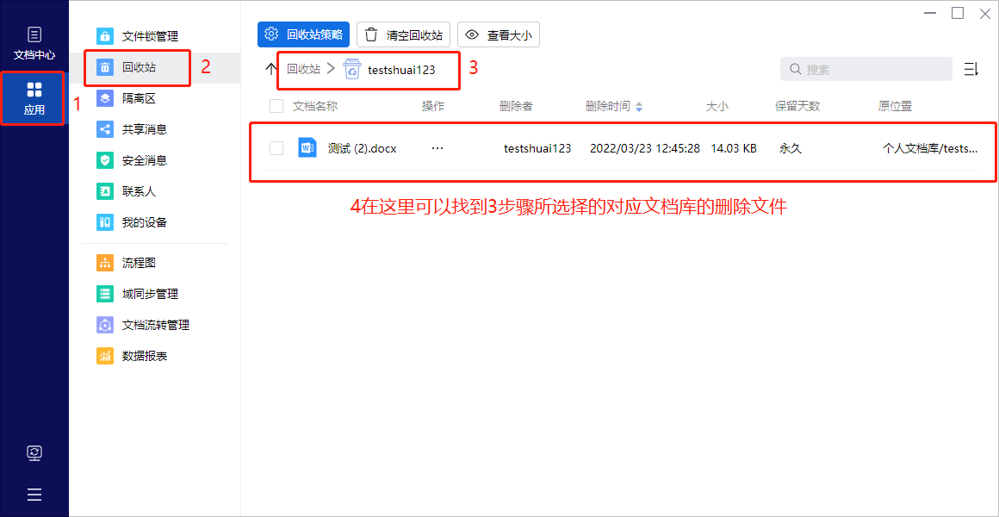 文档中心
应用
1
文件锁管理
回收站
2
隔离区
共享消息
安全消息
联系人
我的设备
流程图
域同步管理
文档流转管理
数据报表
回收站策略 清空回收站 查看大小
回收站 testshuai123 3 搜索
文档名称 操作 删除者 删除时间 大小 保留天数 原位置
测试 (2).docx ... testshuai123 2022/03/23 12:45:28 14.03 KB 永久 个人文档库/tests...
4在这里可以找到3步骤所选择的对应文档库的删除文件